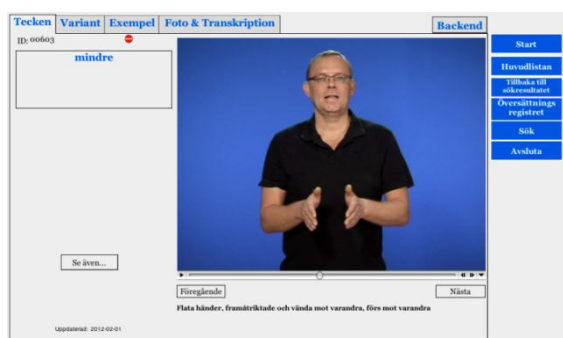 Tecken Variant Exempel Foto & Transkription Backend
ID: 00603
mindre
Start
Huvudlistan
Tillbaka till
sökresultatet
Översättnings
registret
Sök
Avsluta
Se även...
Föregående Nästa
Flata händer, framåtriktade och vända mot varandra, förs mot varandra
Uppdaterad: 2012-02-01